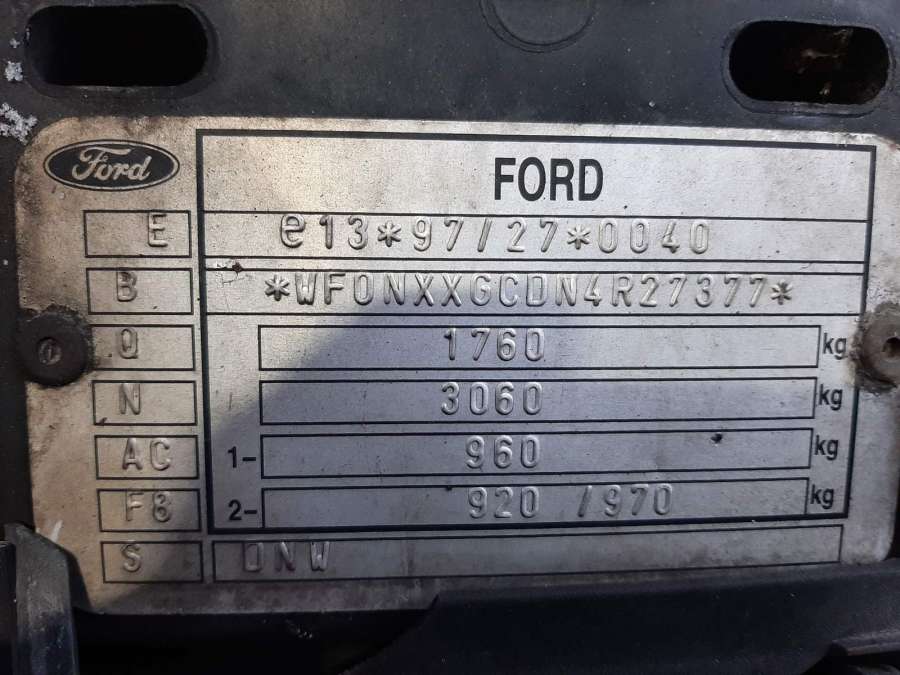 Ford
FORD
E e13*97/27*0040
B *WF0NXXGCDN4R27377*
Q 1760 kg
N 3060 kg
AC 1- 960 kg
F8 2- 920 /970 kg
S DNW